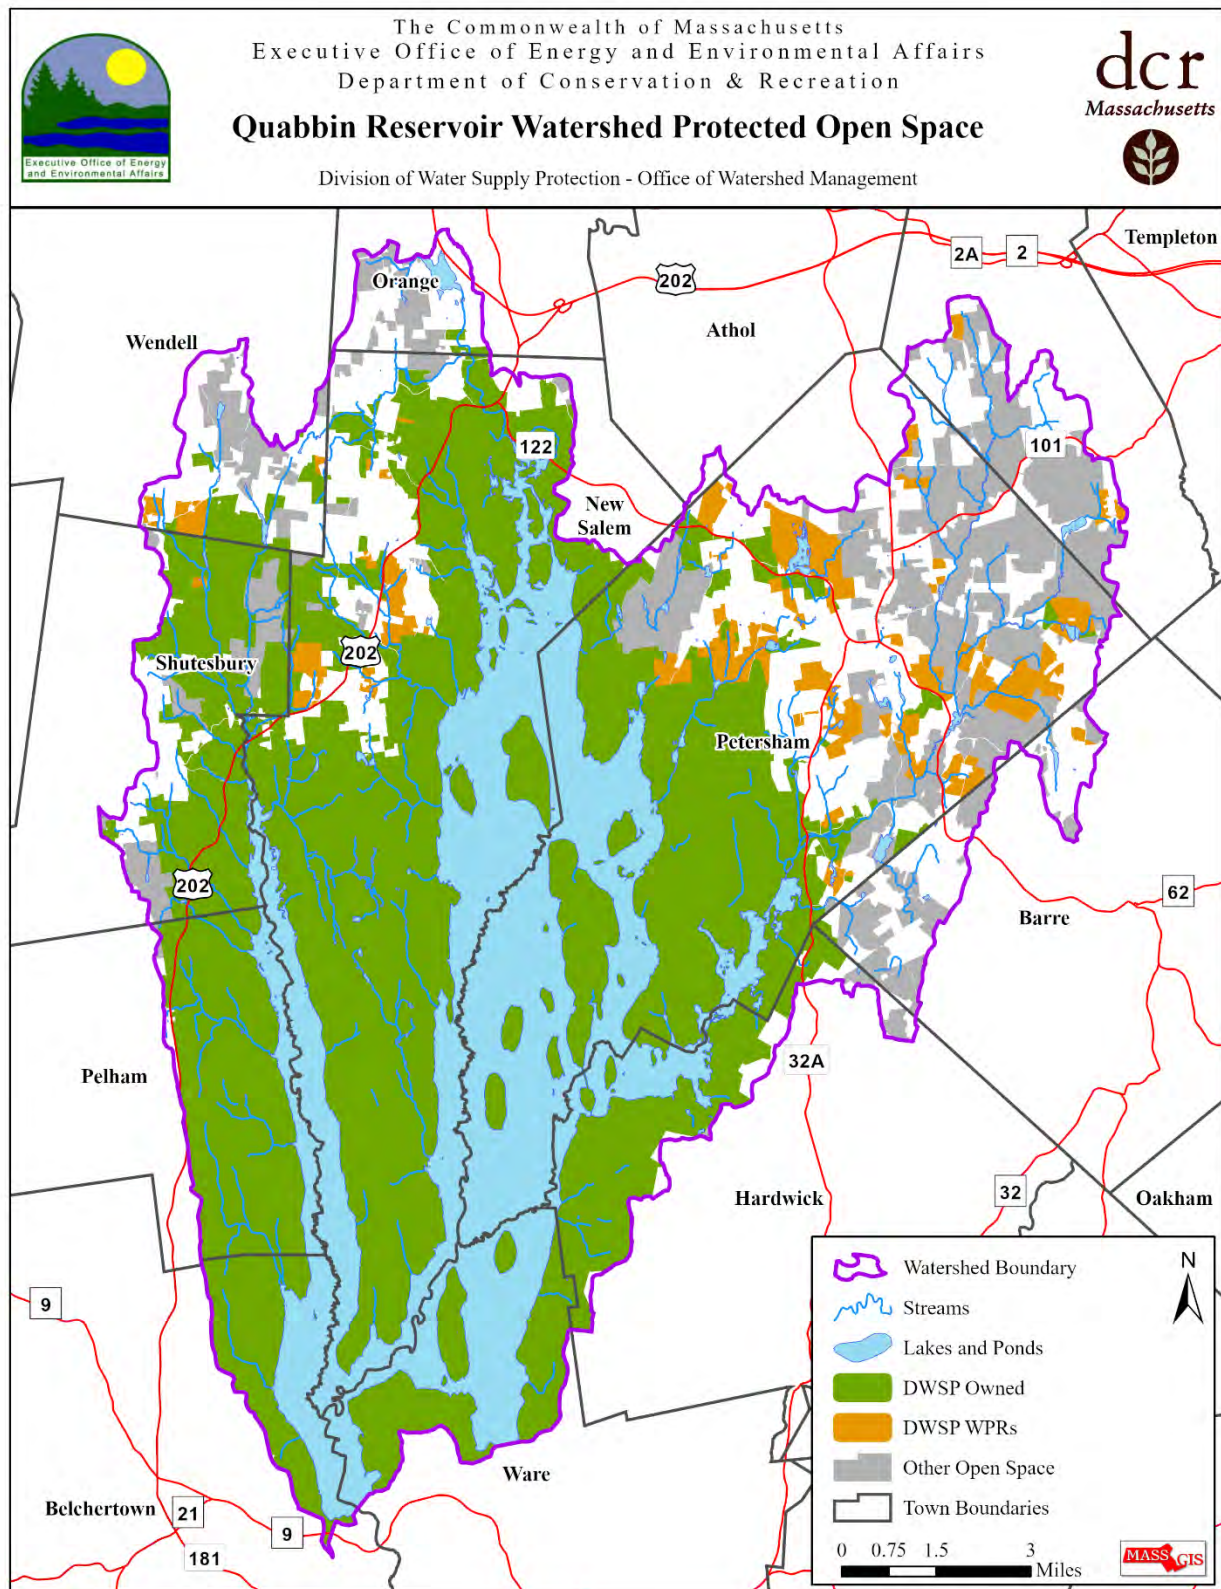 The Commonwealth of Massachusetts
Executive Office of Energy and Environmental Affairs
Department of Conservation & Recreation
Quabbin Reservoir Watershed Protected Open Space
Division of Water Supply Protection - Office of Watershed Management
Executive Office of Energy
and Environmental Affairs
dcr
Massachusetts
Templeton
2A
2
202
Orange
Athol
Wendell
122
101
New
Salem
202
Shutesbury
Petersham
202
62
Barre
32A
Pelham
Hardwick
32
Oakham
9
Ware
Belchertown
21
9
181
Watershed Boundary
N
Streams
Lakes and Ponds
DWSP Owned
DWSP WPRs
Other Open Space
Town Boundaries
0 0.75 1.5 3
Miles
MASS GIS